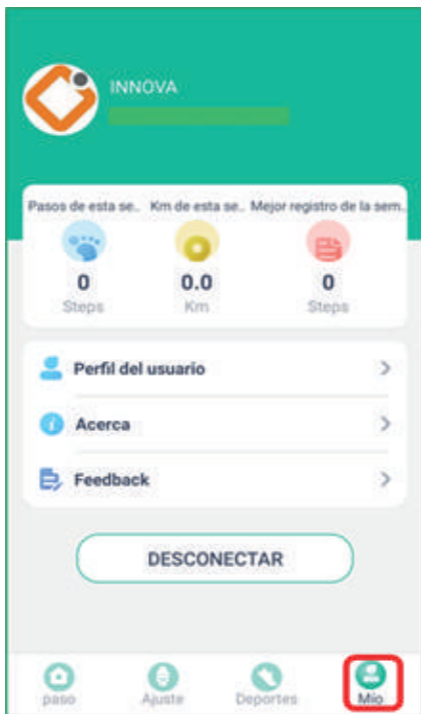 INNOVA
Pasos de esta se.. Km de esta se.. Mejor registro de la sem..
0 0.0 0
Steps Km Steps
Perfil del usuario
Acerca
Feedback
DESCONECTAR
paso Ajuste Deportes Mío